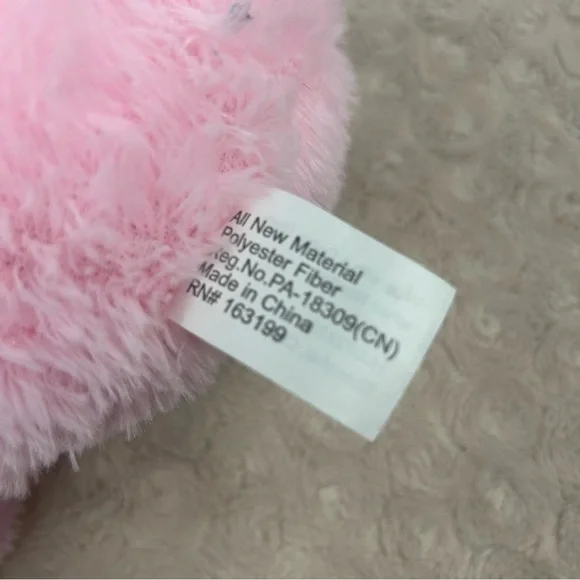 All New Material
Polyester Fiber
Reg.No.PA-18309(CN)
Made in China
RN# 163199